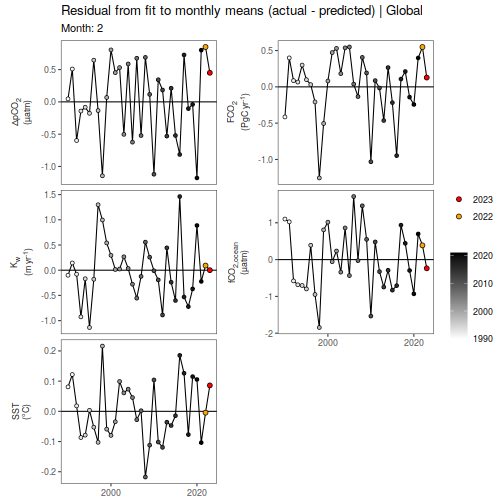 Residual from fit to monthly means (actual - predicted) | Global
Month: 2
ΔpCO2
(µatm)
0.5
0.0
-0.5
-1.0
FCO2
(PgC yr⁻¹)
0.5
0.0
-0.5
-1.0
Kw
(m yr⁻¹)
1.5
1.0
0.5
0.0
-0.5
-1.0
fCO2,ocean
(µatm)
1
0
-1
-2
2000
2020
SST
(°C)
0.2
0.1
0.0
-0.1
-0.2
2000
2020
2023
2022
2020
2010
2000
1990